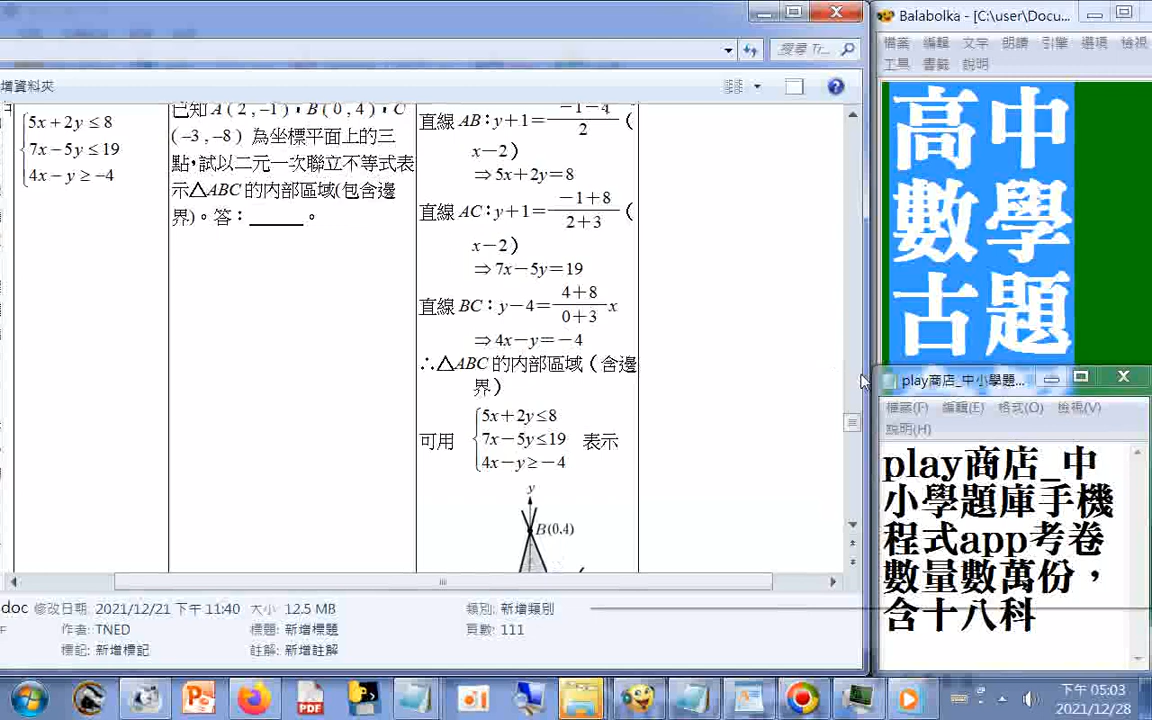 Balabolka - [C:\user\Docu...
搜尋 Tr...
檔案 編輯 文字 朗讀 引擎 選項 檢視
工具 書籤 說明
增資料夾
5x+2y≤8
7x−5y≤19
4x−y≥−4
已知 A(2,−1)、B(0,4)、C
(−3,−8) 為坐標平面上的三
點，試以二元一次聯立不等式表
示△ABC 的內部區域(包含邊
界)。答：______。
直線 AB：y+1=−1−4/2(
x−2)
⇒5x+2y=8
直線 AC：y+1=−1+8/2+3(
x−2)
⇒7x−5y=19
直線 BC：y−4=4+8/0+3 x
⇒4x−y=−4
∴△ABC 的內部區域（含邊
界）
5x+2y≤8
可用 7x−5y≤19 表示
4x−y≥−4
y
B(0,4)
高中
數學
古題
play商店_中小學題...
檔案(F) 編輯(E) 格式(O) 檢視(V)
說明(H)
play商店_中
小學題庫手機
程式app考卷
數量數萬份，
含十八科
doc 修改日期: 2021/12/21 下午 11:40 大小: 12.5 MB 類別: 新增類別
作者: TNED 標題: 新增標題 頁數: 111
標記: 新增標記 註解: 新增註解
下午 05:03
2021/12/28